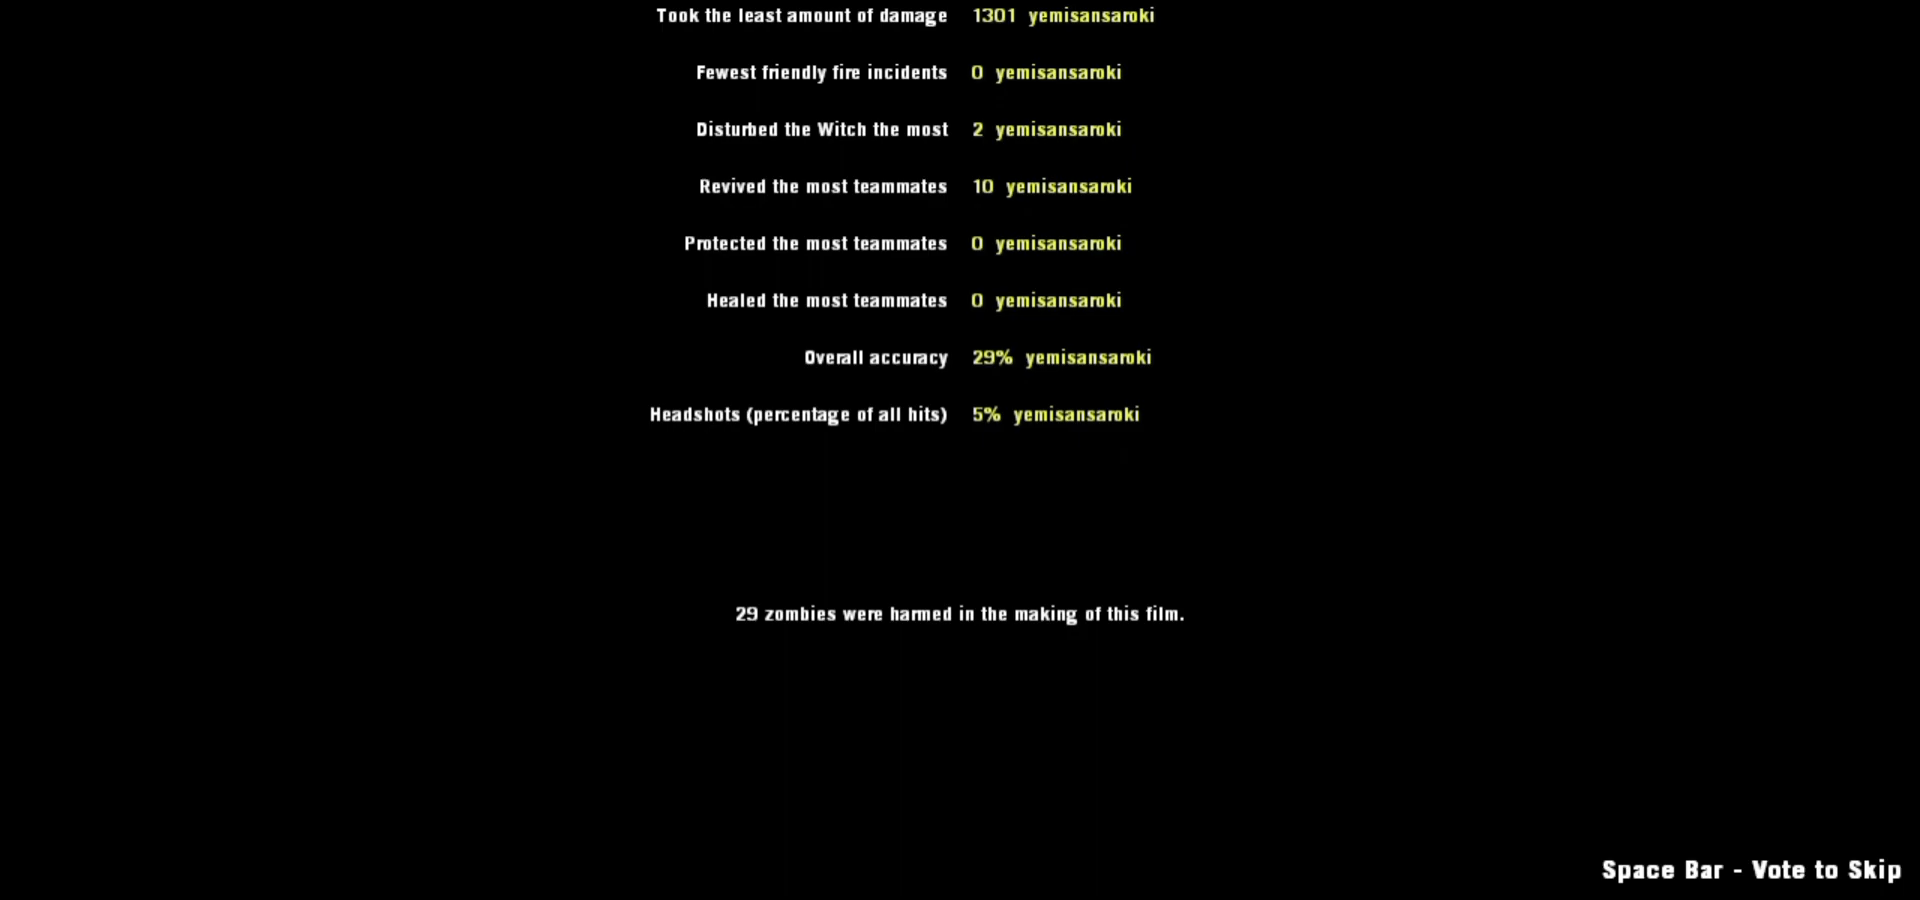 Took the least amount of damage 1301 yemisansaroki
Fewest friendly fire incidents 0 yemisansaroki
Disturbed the Witch the most 2 yemisansaroki
Revived the most teammates 10 yemisansaroki
Protected the most teammates 0 yemisansaroki
Healed the most teammates 0 yemisansaroki
Overall accuracy 29% yemisansaroki
Headshots (percentage of all hits) 5% yemisansaroki
29 zombies were harmed in the making of this film.
Space Bar - Vote to Skip